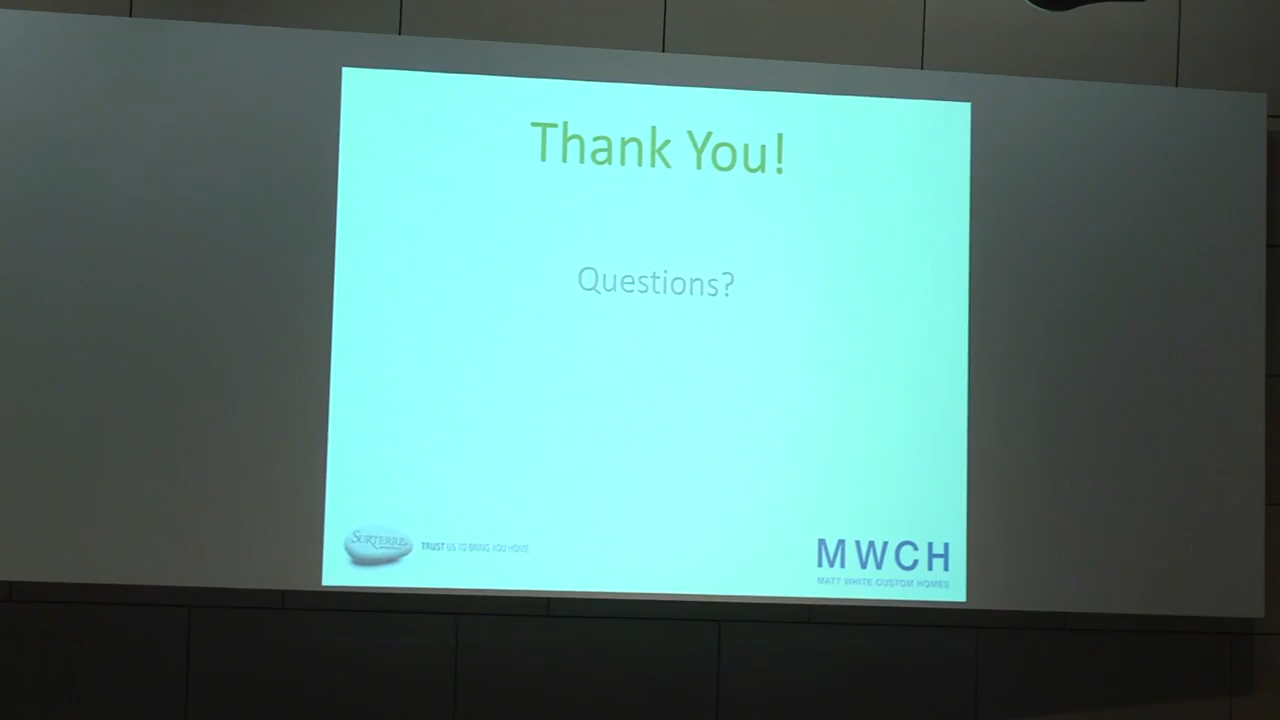 Thank You!
Questions?
SURTERRE
TRUST US TO BRING YOU HOME.
MWCH
MATT WHITE CUSTOM HOMES